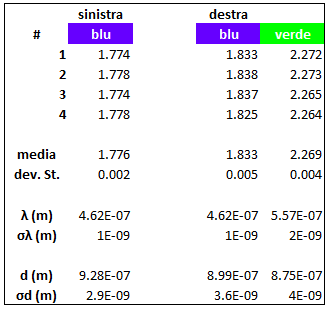 sinistra destra
# blu blu verde
1 1.774 1.833 2.272
2 1.778 1.838 2.273
3 1.774 1.837 2.265
4 1.778 1.825 2.264
media 1.776 1.833 2.269
dev. St. 0.002 0.005 0.004
λ (m) 4.62E-07 4.62E-07 5.57E-07
σλ (m) 1E-09 1E-09 2E-09
d (m) 9.28E-07 8.99E-07 8.75E-07
σd (m) 2.9E-09 3.6E-09 4E-09